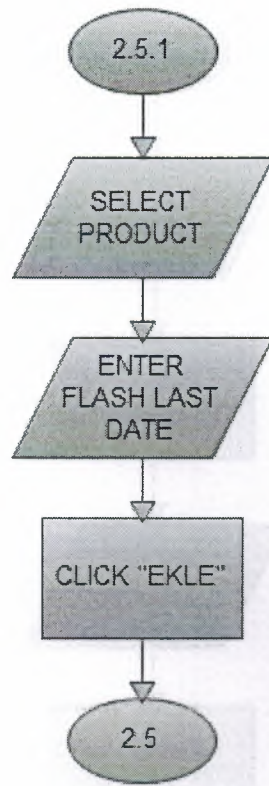 2.5.1
SELECT
PRODUCT
ENTER
FLASH LAST
DATE
CLICK "EKLE"
2.5